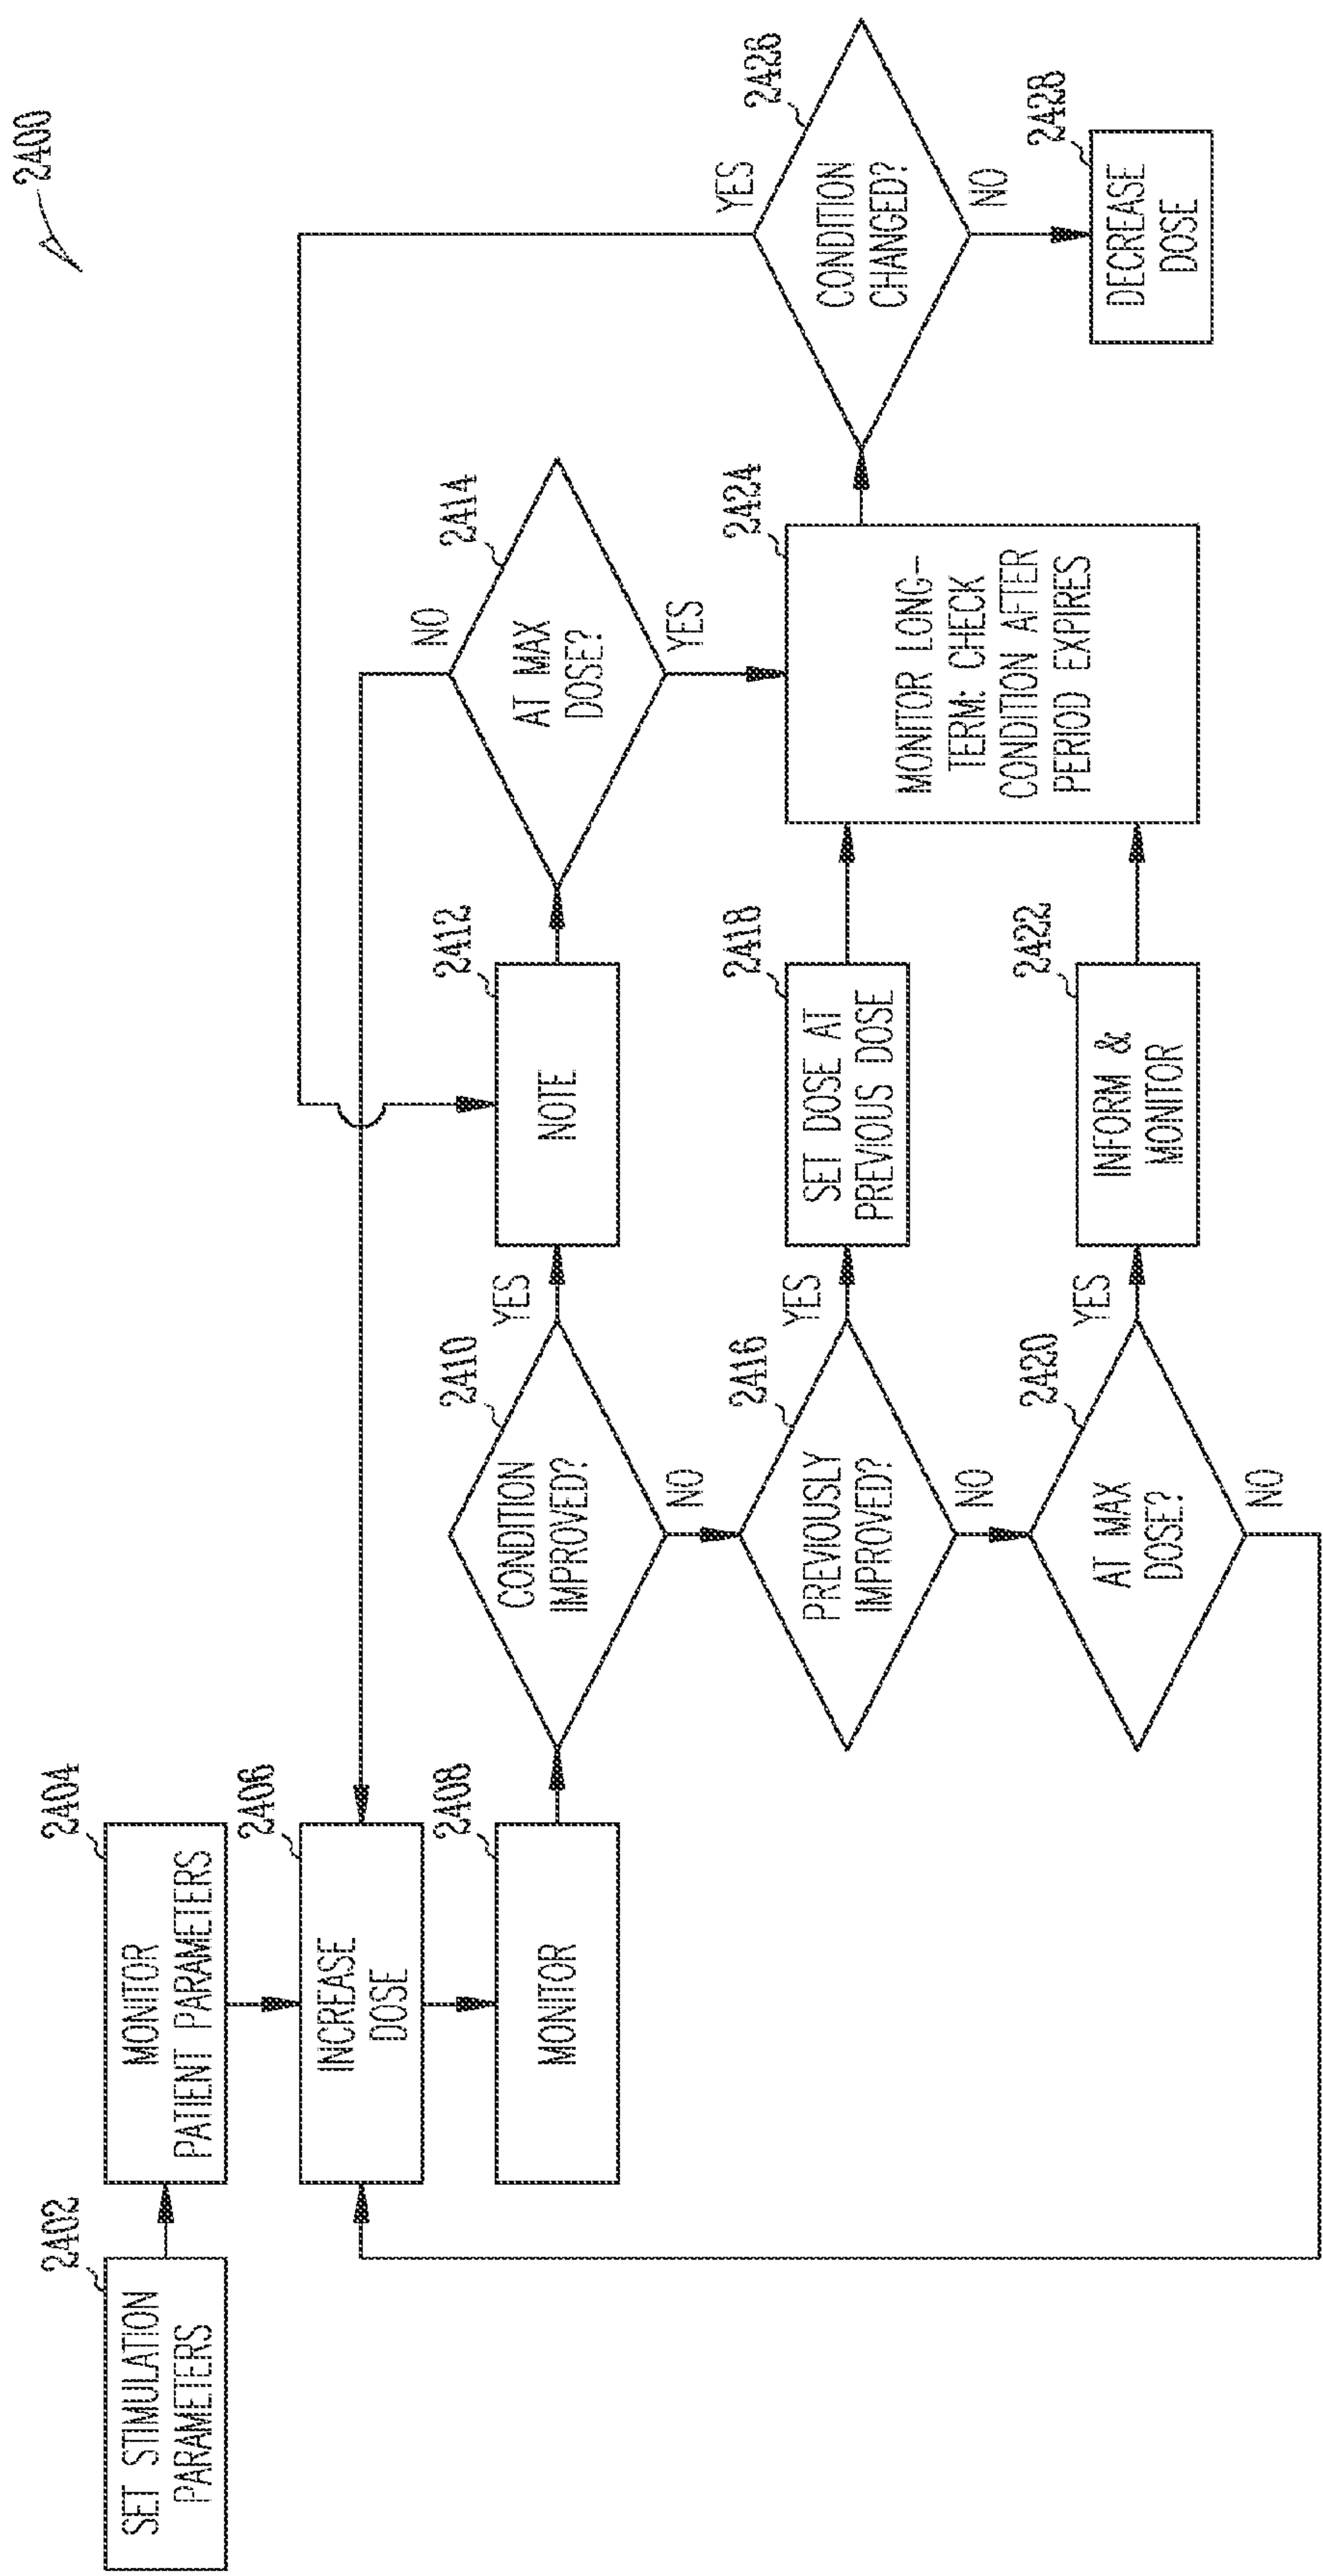 2400
2402
SET STIMULATION
PARAMETERS
2404
MONITOR
PATIENT PARAMETERS
2406
INCREASE
DOSE
2408
MONITOR
2410
CONDITION
IMPROVED?
YES
NO
2412
NOTE
2414
AT MAX
DOSE?
NO
YES
2416
PREVIOUSLY
IMPROVED?
YES
NO
2418
SET DOSE AT
PREVIOUS DOSE
2420
AT MAX
DOSE?
YES
NO
2422
INFORM &
MONITOR
2424
MONITOR LONG-
TERM: CHECK
CONDITION AFTER
PERIOD EXPIRES
2426
CONDITION
CHANGED?
YES
NO
2428
DECREASE
DOSE